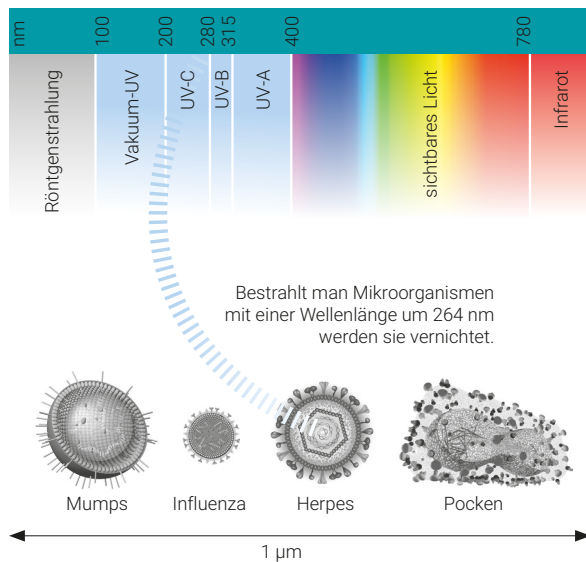 nm 100 200 280 315 400 780
Röntgenstrahlung
Vakuum-UV
UV-C
UV-B
UV-A
sichtbares Licht
Infrarot
Bestrahlt man Mikroorganismen
mit einer Wellenlänge um 264 nm
werden sie vernichtet.
Mumps Influenza Herpes Pocken
1 µm